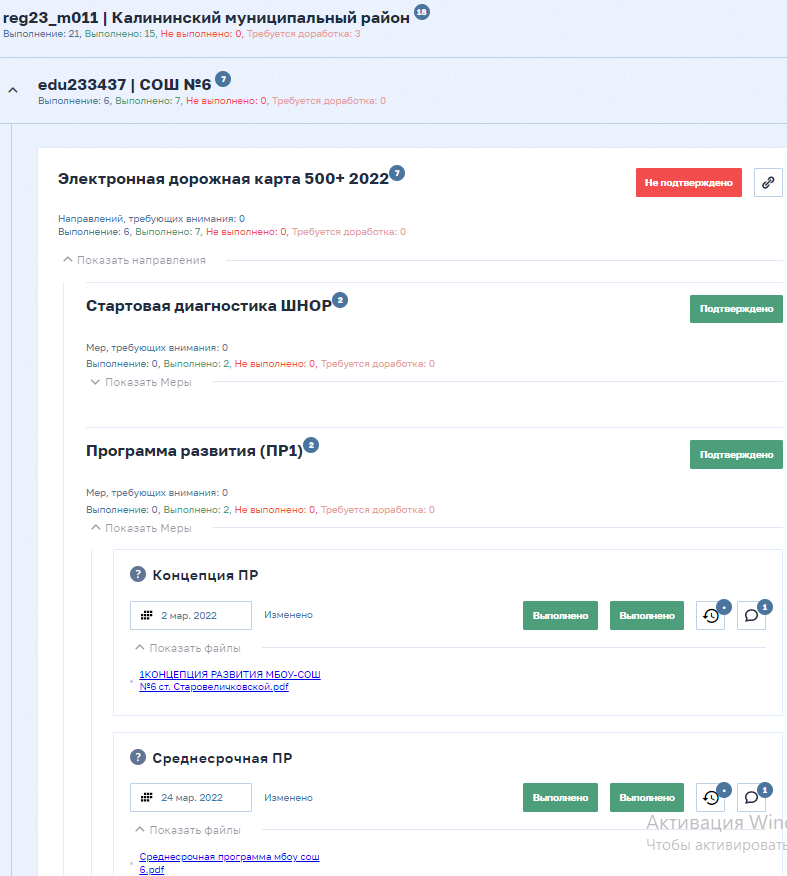 reg23_m011 | Калининский муниципальный район 18
Выполнение: 21, Выполнено: 15, Не выполнено: 0, Требуется доработка: 3
edu233437 | СОШ №6 7
Выполнение: 6, Выполнено: 7, Не выполнено: 0, Требуется доработка: 0
Электронная дорожная карта 500+ 2022 7
Не подтверждено
Направлений, требующих внимания: 0
Выполнение: 6, Выполнено: 7, Не выполнено: 0, Требуется доработка: 0
Показать направления
Стартовая диагностика ШНОР 2
Подтверждено
Мер, требующих внимания: 0
Выполнение: 0, Выполнено: 2, Не выполнено: 0, Требуется доработка: 0
Показать Меры
Программа развития (ПР1) 2
Подтверждено
Мер, требующих внимания: 0
Выполнение: 0, Выполнено: 2, Не выполнено: 0, Требуется доработка: 0
Показать Меры
? Концепция ПР
2 мар. 2022 Изменено Выполнено Выполнено 1
Показать файлы
1КОНЦЕПЦИЯ РАЗВИТИЯ МБОУ-СОШ
№6 ст. Старовеличковской.pdf
? Среднесрочная ПР
24 мар. 2022 Изменено Выполнено Выполнено 1
Показать файлы
Активация Win
Чтобы активировать
Среднесрочная программа мбоу сош
6.pdf